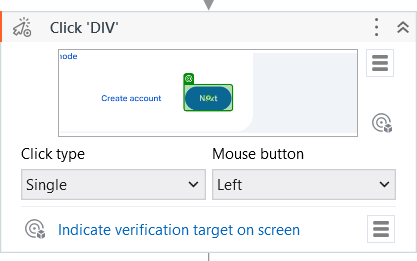 Click 'DIV'
node
Create account
Next
Click type
Mouse button
Single
Left
Indicate verification target on screen